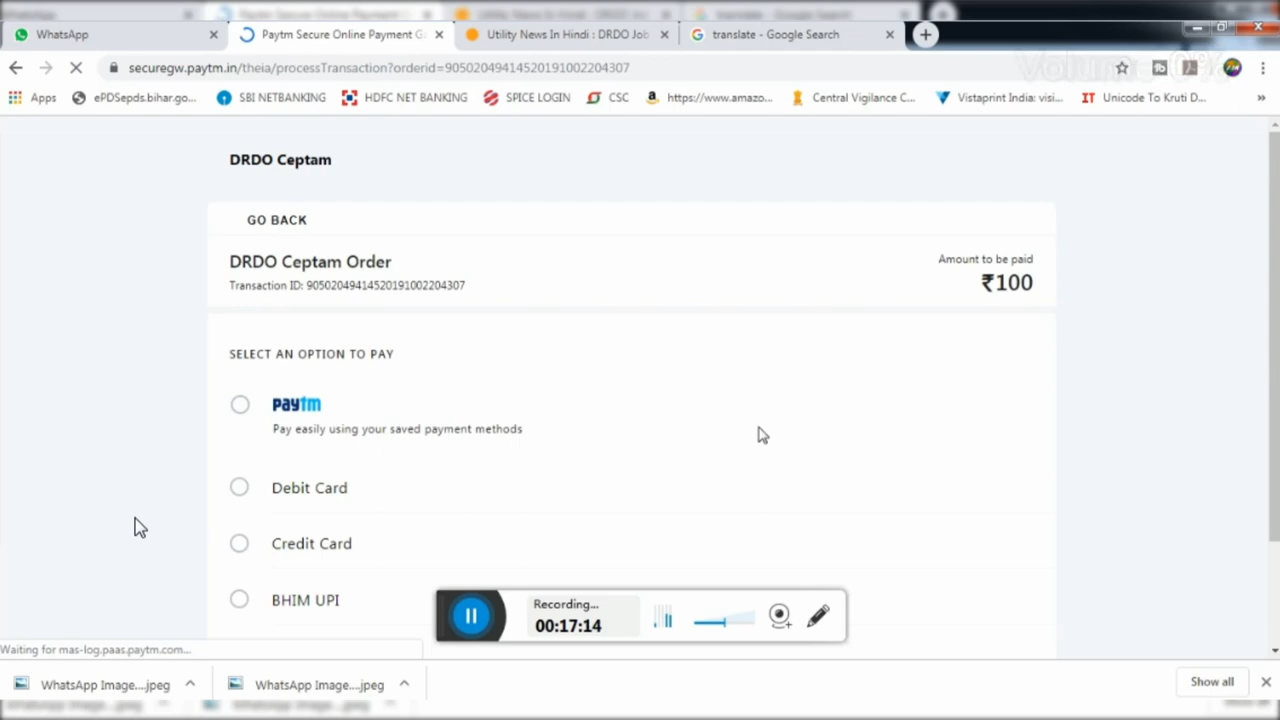 WhatsApp
Paytm Secure Online Payment G
Utility News In Hindi : DRDO Job
translate - Google Search
securegw.paytm.in/theia/processTransaction?orderid=90502049414520191002204307
Apps
ePDSepds.bihar.go...
SBI NETBANKING
HDFC NET BANKING
SPICE LOGIN
CSC
https://www.amazo...
Central Vigilance C...
Vistaprint India: visi...
IT Unicode To Kruti D...
»
DRDO Ceptam
GO BACK
DRDO Ceptam Order
Amount to be paid
Transaction ID: 90502049414520191002204307
₹100
SELECT AN OPTION TO PAY
paytm
Pay easily using your saved payment methods
Debit Card
Credit Card
BHIM UPI
Recording...
00:17:14
Waiting for mas-log.paas.paytm.com...
WhatsApp Image....jpeg
WhatsApp Image....jpeg
Show all